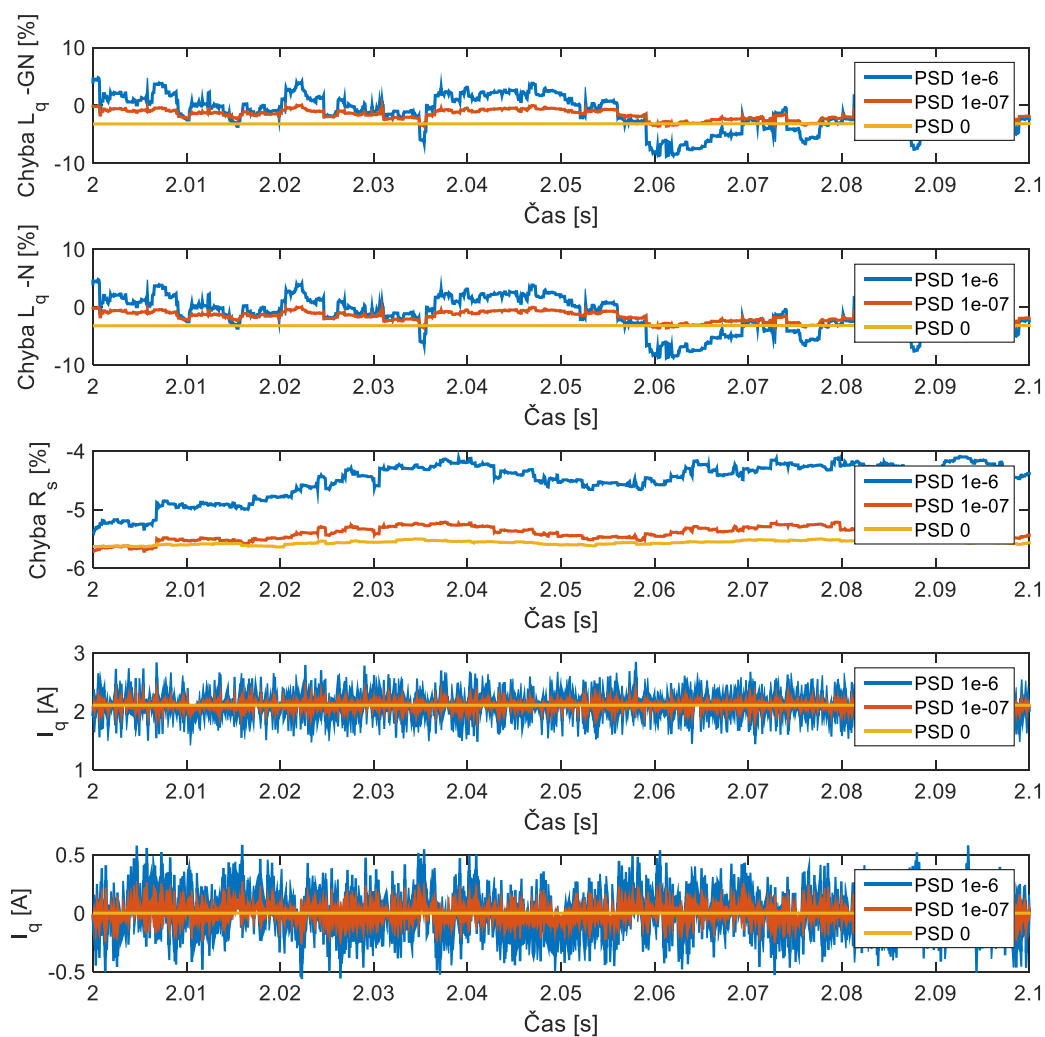 Chyba L_q -GN [%]
10
0
-10
PSD 1e-6
PSD 1e-07
PSD 0
2 2.01 2.02 2.03 2.04 2.05 2.06 2.07 2.08 2.09 2.1
Čas [s]
Chyba L_q -N [%]
10
0
-10
PSD 1e-6
PSD 1e-07
PSD 0
2 2.01 2.02 2.03 2.04 2.05 2.06 2.07 2.08 2.09 2.1
Čas [s]
Chyba R_s [%]
-4
-5
-6
PSD 1e-6
PSD 1e-07
PSD 0
2 2.01 2.02 2.03 2.04 2.05 2.06 2.07 2.08 2.09 2.1
Čas [s]
I_q [A]
3
2
1
PSD 1e-6
PSD 1e-07
PSD 0
2 2.01 2.02 2.03 2.04 2.05 2.06 2.07 2.08 2.09 2.1
Čas [s]
I_q [A]
0.5
0
-0.5
PSD 1e-6
PSD 1e-07
PSD 0
2 2.01 2.02 2.03 2.04 2.05 2.06 2.07 2.08 2.09 2.1
Čas [s]